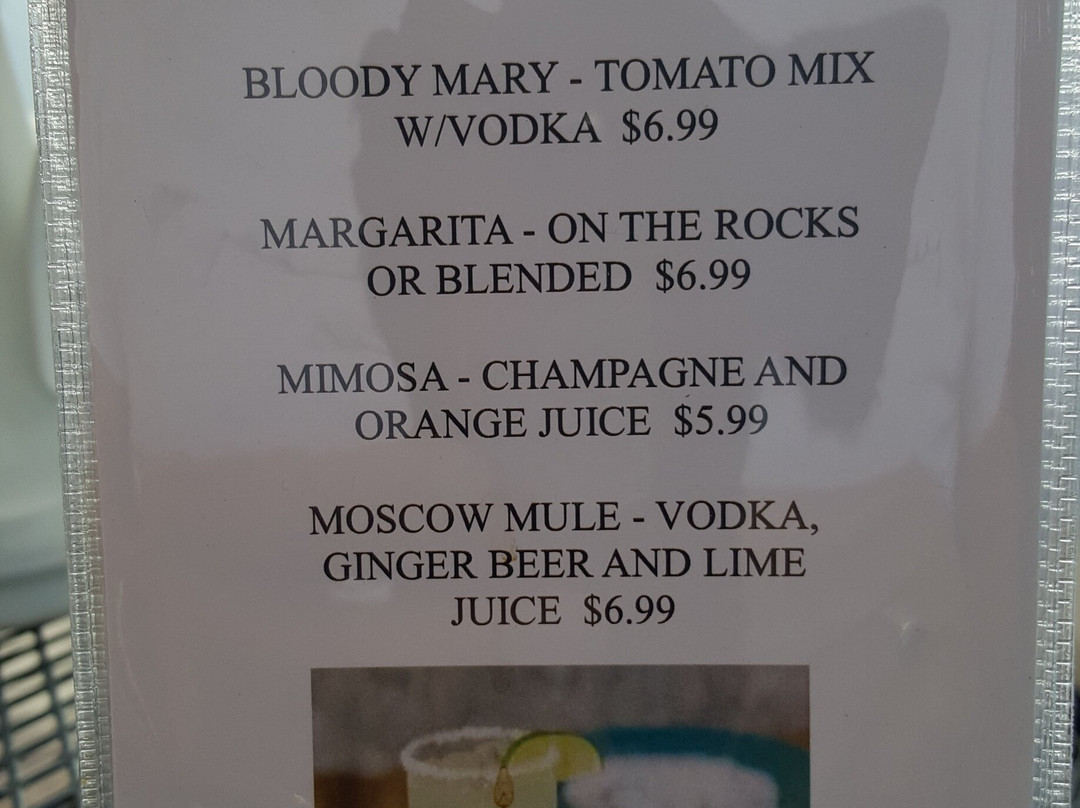 BLOODY MARY - TOMATO MIX
W/VODKA $6.99
MARGARITA - ON THE ROCKS
OR BLENDED $6.99
MIMOSA - CHAMPAGNE AND
ORANGE JUICE $5.99
MOSCOW MULE - VODKA,
GINGER BEER AND LIME
JUICE $6.99